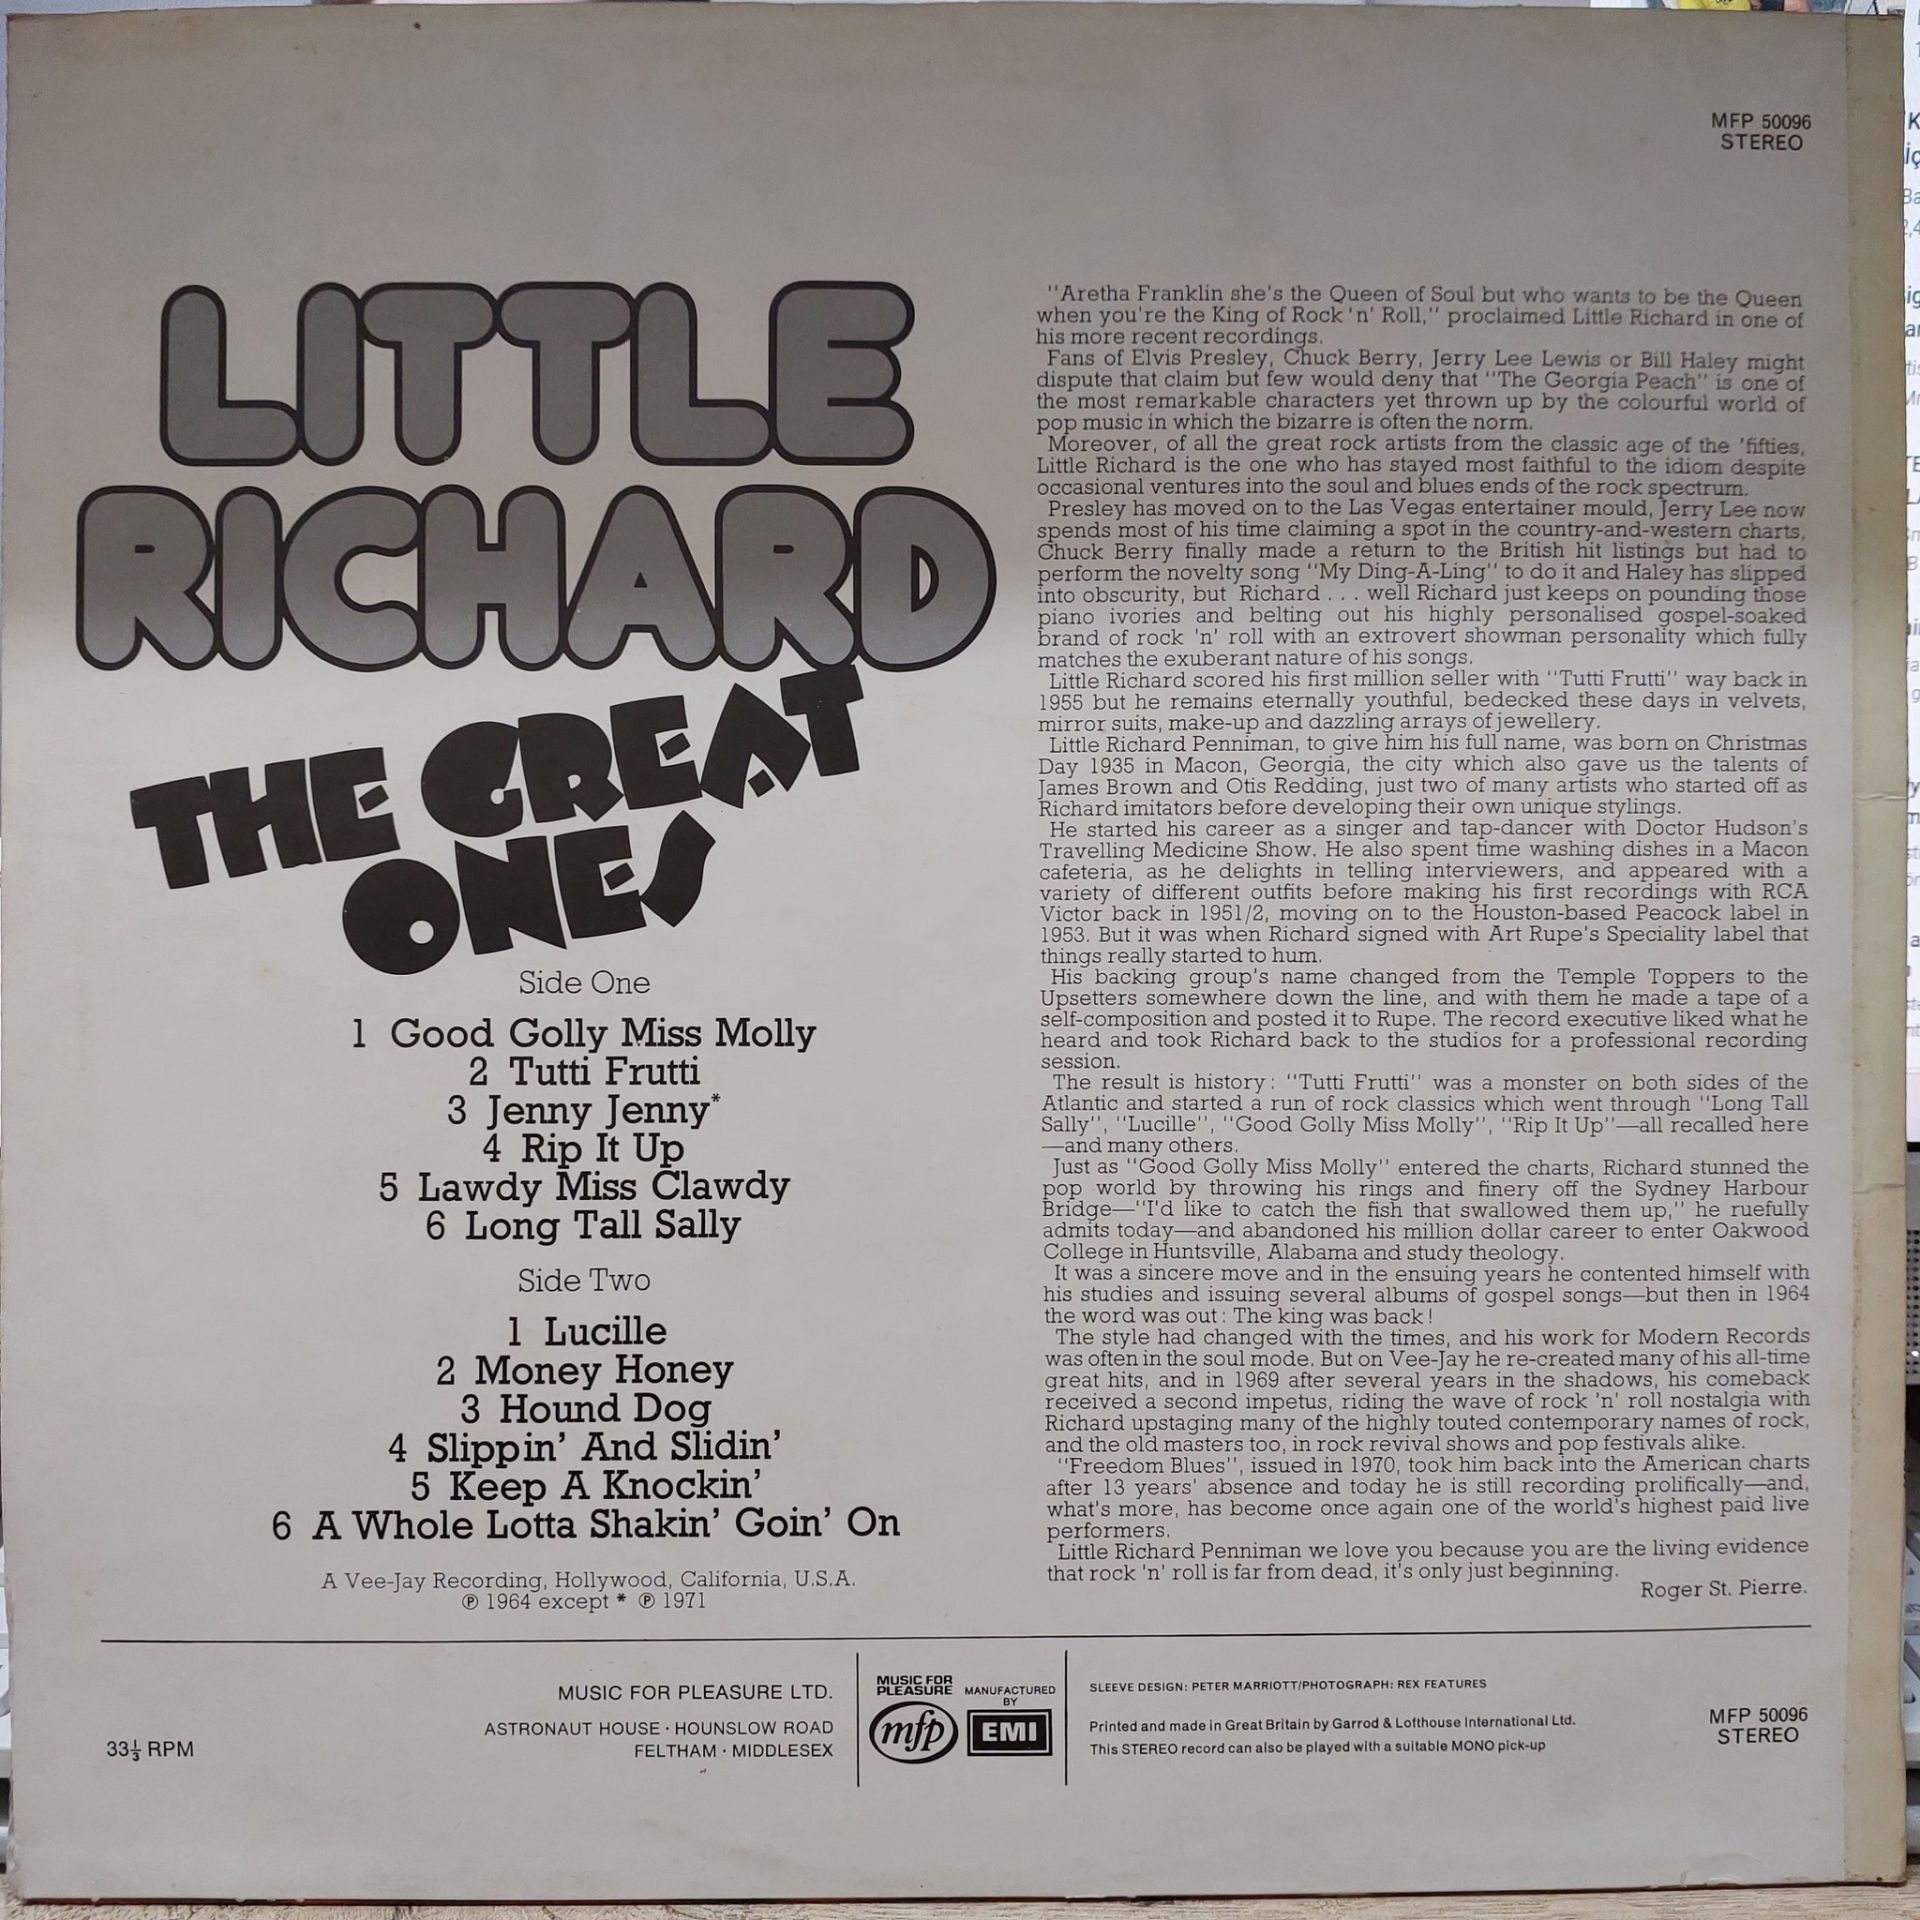 MFP 50096
STEREO
LITTLE
RICHARD
THE GREAT
ONES
Side One
1 Good Golly Miss Molly
2 Tutti Frutti
3 Jenny Jenny*
4 Rip It Up
5 Lawdy Miss Clawdy
6 Long Tall Sally
Side Two
1 Lucille
2 Money Honey
3 Hound Dog
4 Slippin' And Slidin'
5 Keep A Knockin'
6 A Whole Lotta Shakin' Goin' On
A Vee-Jay Recording, Hollywood, California, U.S.A.
℗ 1964 except * ℗ 1971
"Aretha Franklin she's the Queen of Soul but who wants to be the Queen
when you're the King of Rock 'n' Roll," proclaimed Little Richard in one of
his more recent recordings.
Fans of Elvis Presley, Chuck Berry, Jerry Lee Lewis or Bill Haley might
dispute that claim but few would deny that "The Georgia Peach" is one of
the most remarkable characters yet thrown up by the colourful world of
pop music in which the bizarre is often the norm.
Moreover, of all the great rock artists from the classic age of the 'fifties,
Little Richard is the one who has stayed most faithful to the idiom despite
occasional ventures into the soul and blues ends of the rock spectrum.
Presley has moved on to the Las Vegas entertainer mould, Jerry Lee now
spends most of his time claiming a spot in the country-and-western charts,
Chuck Berry finally made a return to the British hit listings but had to
perform the novelty song "My Ding-A-Ling" to do it and Haley has slipped
into obscurity, but Richard . . . well Richard just keeps on pounding those
piano ivories and belting out his highly personalised gospel-soaked
brand of rock 'n' roll with an extrovert showman personality which fully
matches the exuberant nature of his songs.
Little Richard scored his first million seller with "Tutti Frutti" way back in
1955 but he remains eternally youthful, bedecked these days in velvets,
mirror suits, make-up and dazzling arrays of jewellery.
Little Richard Penniman, to give him his full name, was born on Christmas
Day 1935 in Macon, Georgia, the city which also gave us the talents of
James Brown and Otis Redding, just two of many artists who started off as
Richard imitators before developing their own unique stylings.
He started his career as a singer and tap-dancer with Doctor Hudson's
Travelling Medicine Show. He also spent time washing dishes in a Macon
cafeteria, as he delights in telling interviewers, and appeared with a
variety of different outfits before making his first recordings with RCA
Victor back in 1951/2, moving on to the Houston-based Peacock label in
1953. But it was when Richard signed with Art Rupe's Speciality label that
things really started to hum.
His backing group's name changed from the Temple Toppers to the
Upsetters somewhere down the line, and with them he made a tape of a
self-composition and posted it to Rupe. The record executive liked what he
heard and took Richard back to the studios for a professional recording
session.
The result is history: "Tutti Frutti" was a monster on both sides of the
Atlantic and started a run of rock classics which went through "Long Tall
Sally", "Lucille", "Good Golly Miss Molly", "Rip It Up"—all recalled here
—and many others.
Just as "Good Golly Miss Molly" entered the charts, Richard stunned the
pop world by throwing his rings and finery off the Sydney Harbour
Bridge—"I'd like to catch the fish that swallowed them up," he ruefully
admits today—and abandoned his million dollar career to enter Oakwood
College in Huntsville, Alabama and study theology.
It was a sincere move and in the ensuing years he contented himself with
his studies and issuing several albums of gospel songs—but then in 1964
the word was out: The king was back!
The style had changed with the times, and his work for Modern Records
was often in the soul mode. But on Vee-Jay he re-created many of his all-time
great hits, and in 1969 after several years in the shadows, his comeback
received a second impetus, riding the wave of rock 'n' roll nostalgia with
Richard upstaging many of the highly touted contemporary names of rock,
and the old masters too, in rock revival shows and pop festivals alike.
"Freedom Blues", issued in 1970, took him back into the American charts
after 13 years' absence and today he is still recording prolifically—and,
what's more, has become once again one of the world's highest paid live
performers.
Little Richard Penniman we love you because you are the living evidence
that rock 'n' roll is far from dead, it's only just beginning.
Roger St. Pierre.
33⅓ RPM
MUSIC FOR PLEASURE LTD.
ASTRONAUT HOUSE · HOUNSLOW ROAD
FELTHAM · MIDDLESEX
MUSIC FOR
PLEASURE
mfp
MANUFACTURED
BY
EMI
SLEEVE DESIGN: PETER MARRIOTT/PHOTOGRAPH: REX FEATURES
Printed and made in Great Britain by Garrod & Lofthouse International Ltd.
This STEREO record can also be played with a suitable MONO pick-up
MFP 50096
STEREO